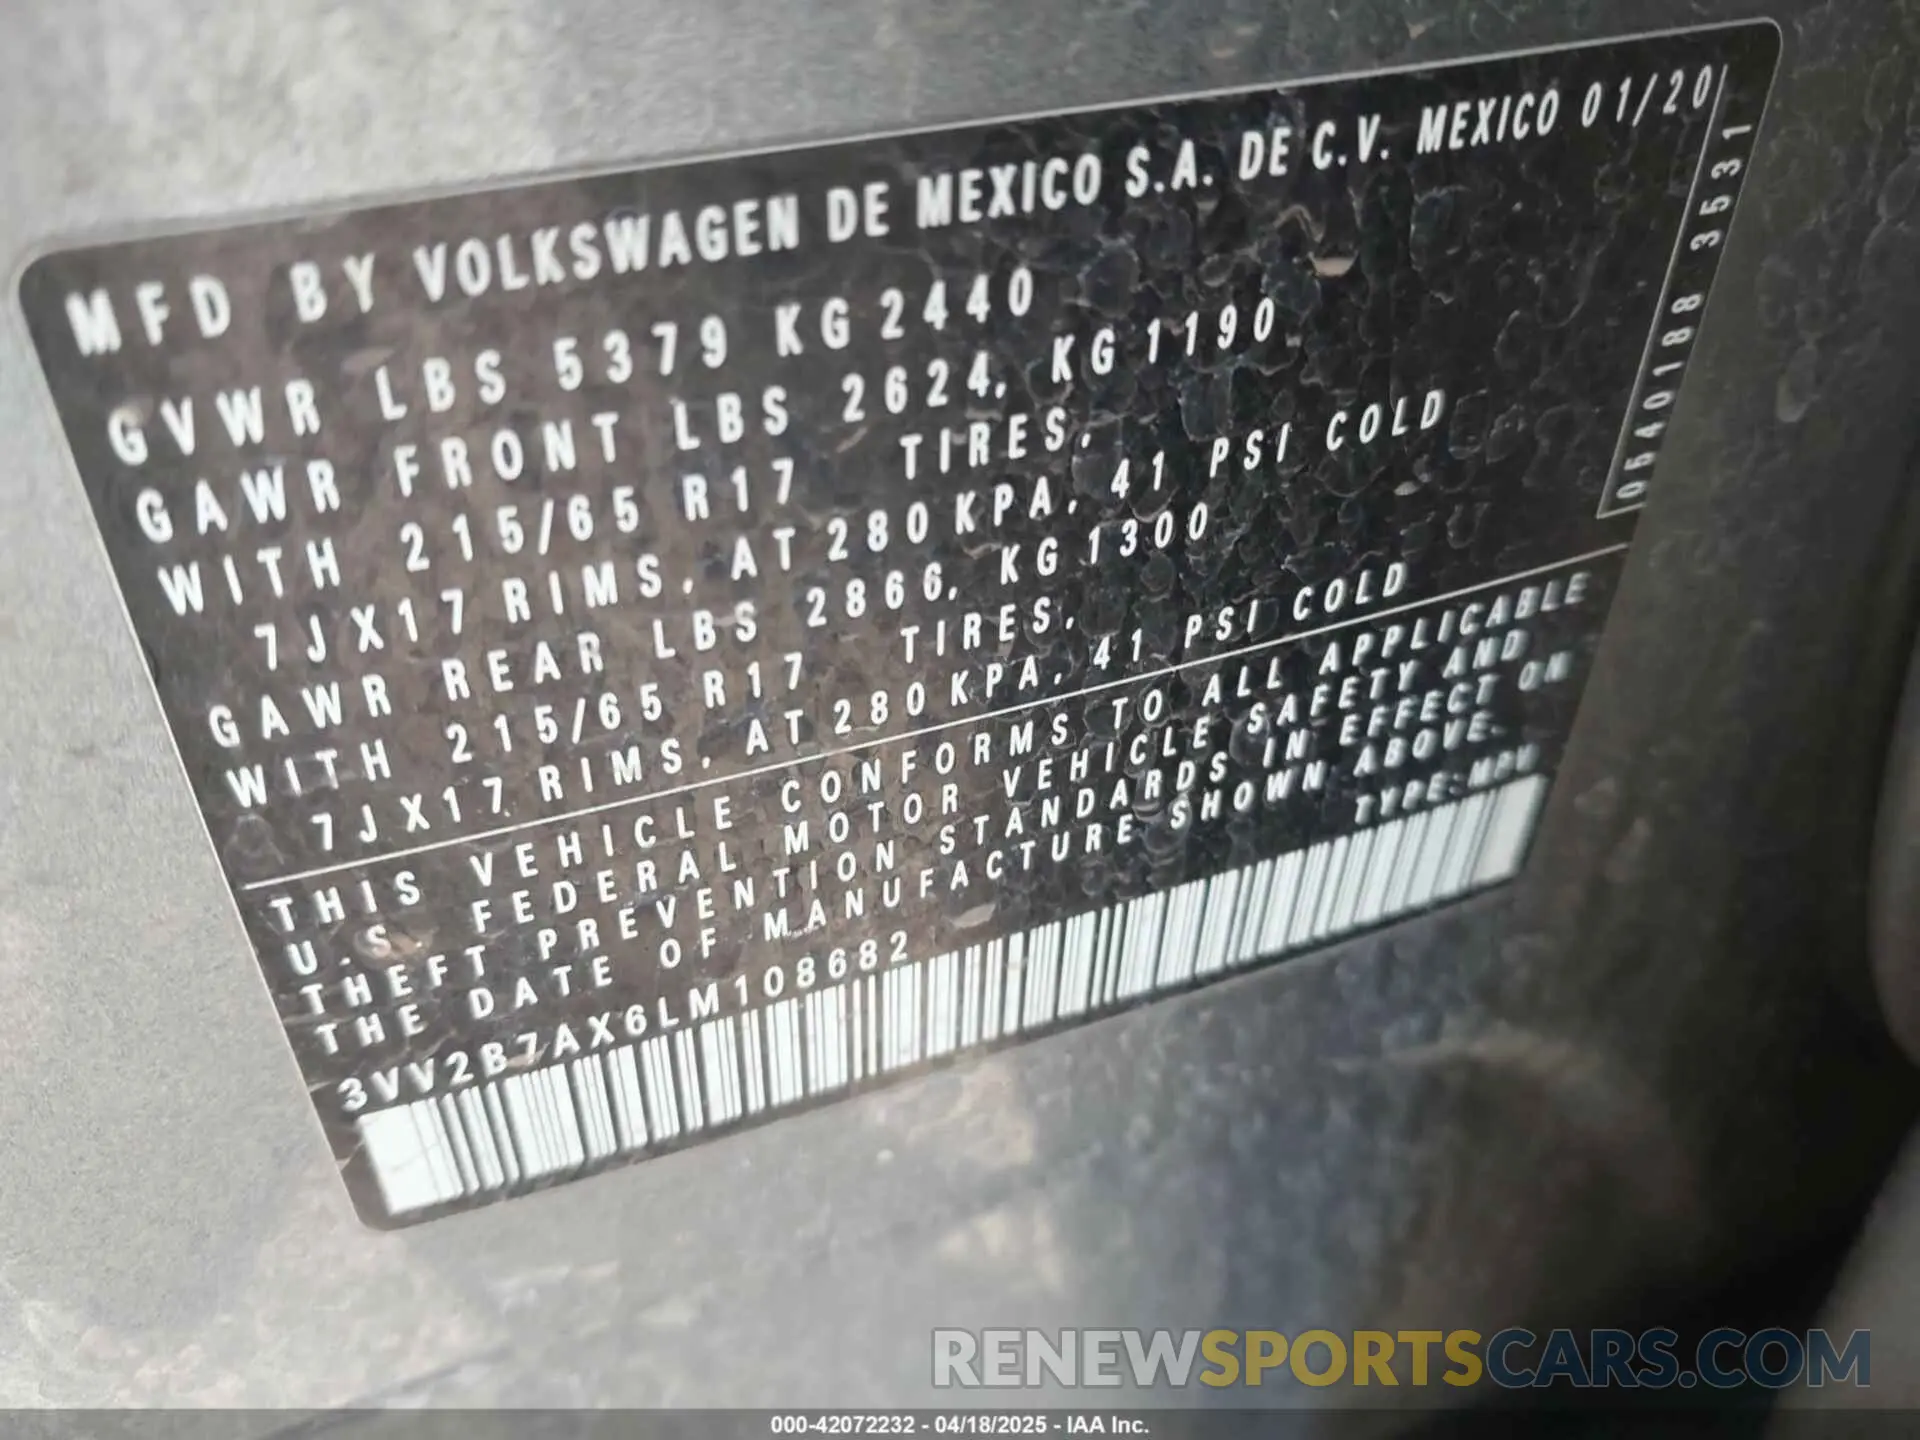 MFD BY VOLKSWAGEN DE MEXICO S.A. DE C.V. MEXICO 01/20
GVWR LBS 5379 KG 2440
GAWR FRONT LBS 2624, KG 1190
WITH 215/65 R17 TIRES,
7JX17 RIMS, AT 280 KPA, 41 PSI COLD
GAWR REAR LBS 2866, KG 1300
WITH 215/65 R17 TIRES,
7JX17 RIMS, AT 280 KPA, 41 PSI COLD
THIS VEHICLE CONFORMS TO ALL APPLICABLE
U.S. FEDERAL MOTOR VEHICLE SAFETY AND
THEFT PREVENTION STANDARDS IN EFFECT ON
THE DATE OF MANUFACTURE SHOWN ABOVE.
3VV2B7AX6LM108682 TYPE: MPV
0540188 3531
RENEWSPORTSCARS.COM
000-42072232 - 04/18/2025 - IAA Inc.